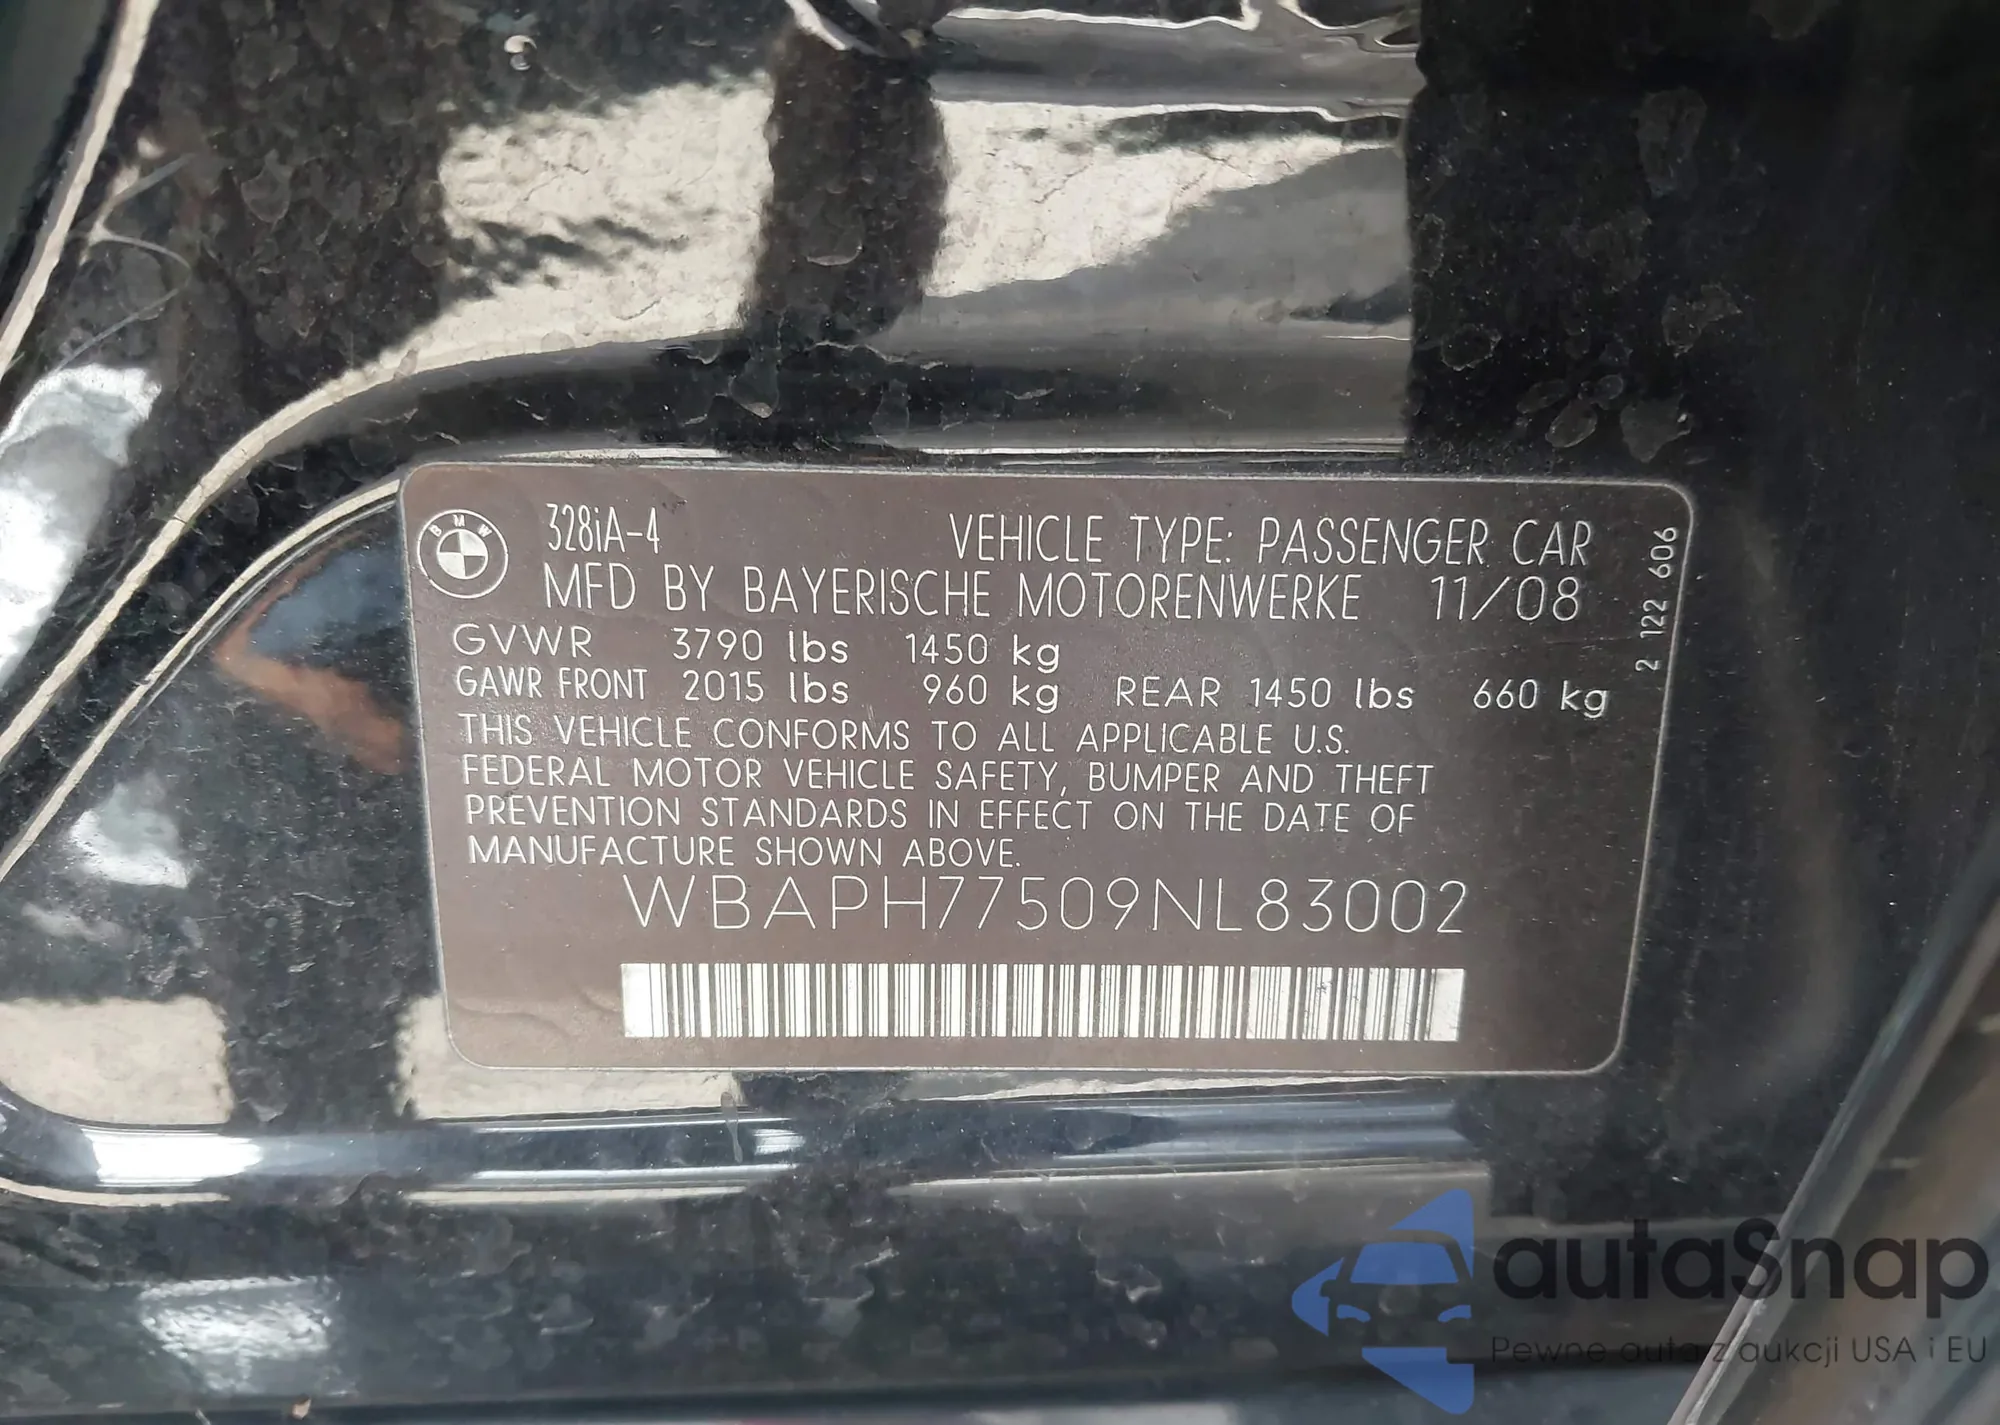 BMW
328iA-4
VEHICLE TYPE: PASSENGER CAR
MFD BY BAYERISCHE MOTORENWERKE 11/08
GVWR 3790 lbs 1450 kg
GAWR FRONT 2015 lbs 960 kg REAR 1450 lbs 660 kg
THIS VEHICLE CONFORMS TO ALL APPLICABLE U.S.
FEDERAL MOTOR VEHICLE SAFETY, BUMPER AND THEFT
PREVENTION STANDARDS IN EFFECT ON THE DATE OF
MANUFACTURE SHOWN ABOVE.
WBAPH77509NL83002
2 122 606
autaSnap
Pewne auta z aukcji USA i EU